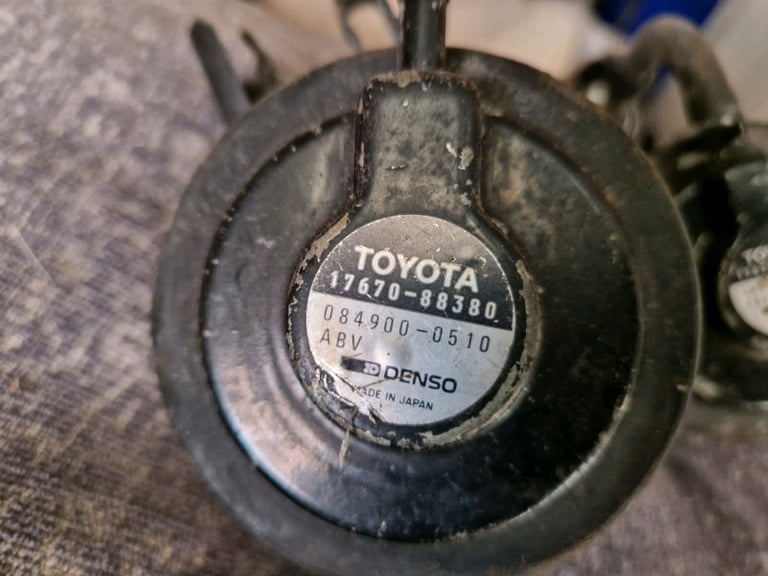 TOYOTA
17670-88380
084900-0510
ABV
DENSO
MADE IN JAPAN